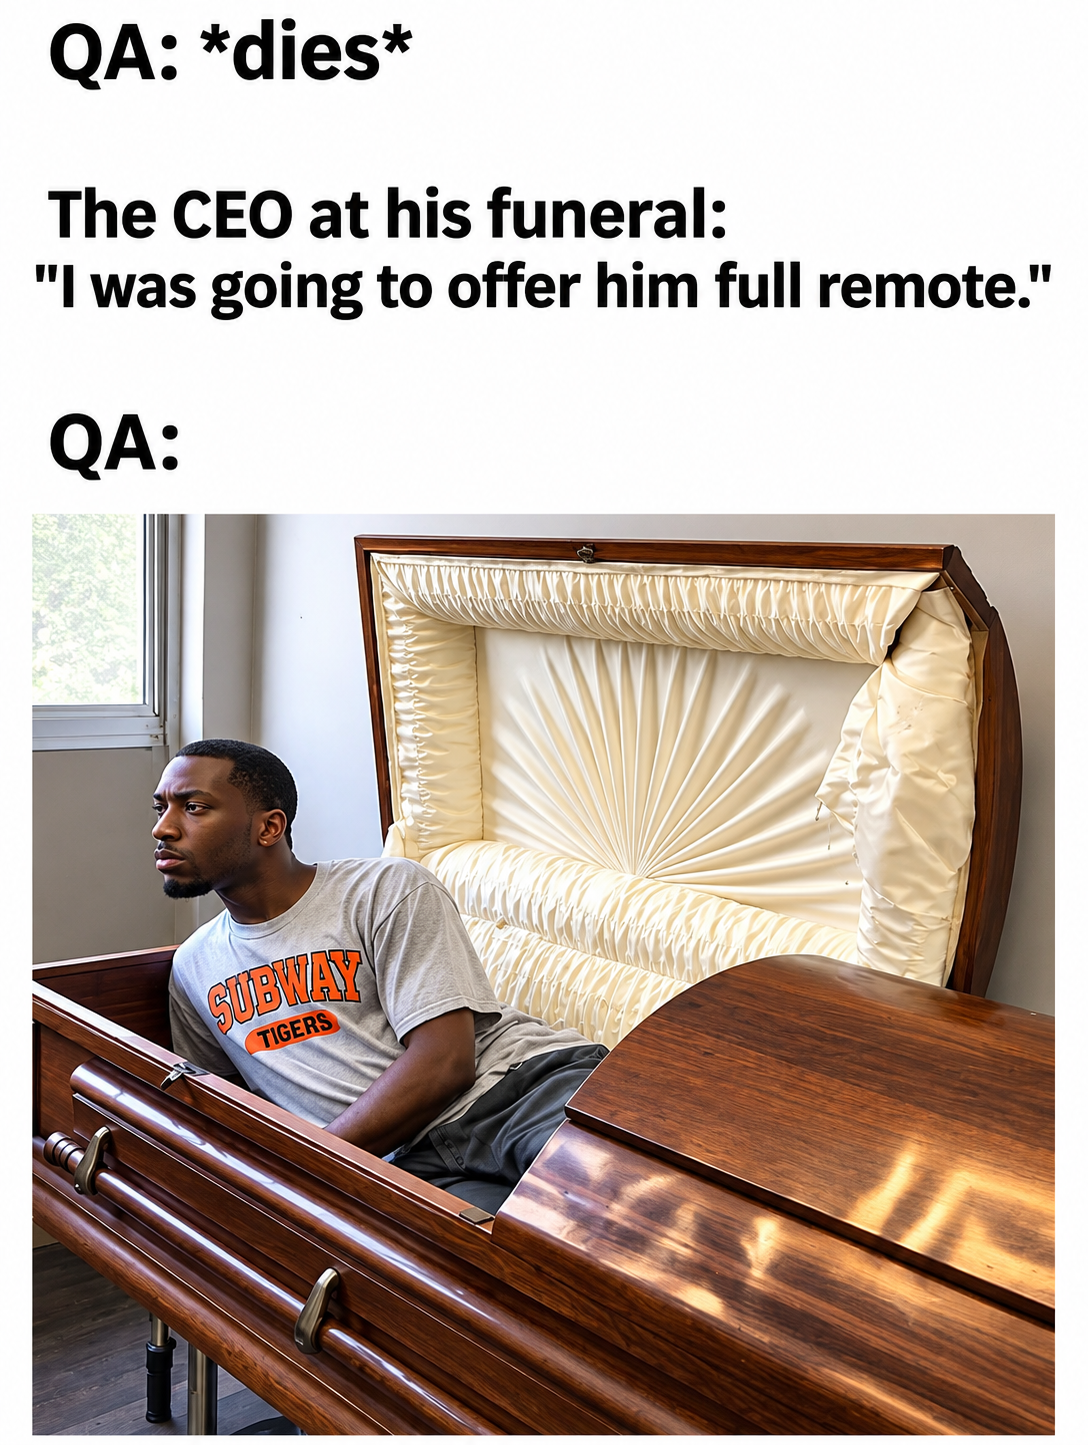 QA: *dies*
The CEO at his funeral:
"I was going to offer him full remote."
QA:
SUBWAY
TIGERS